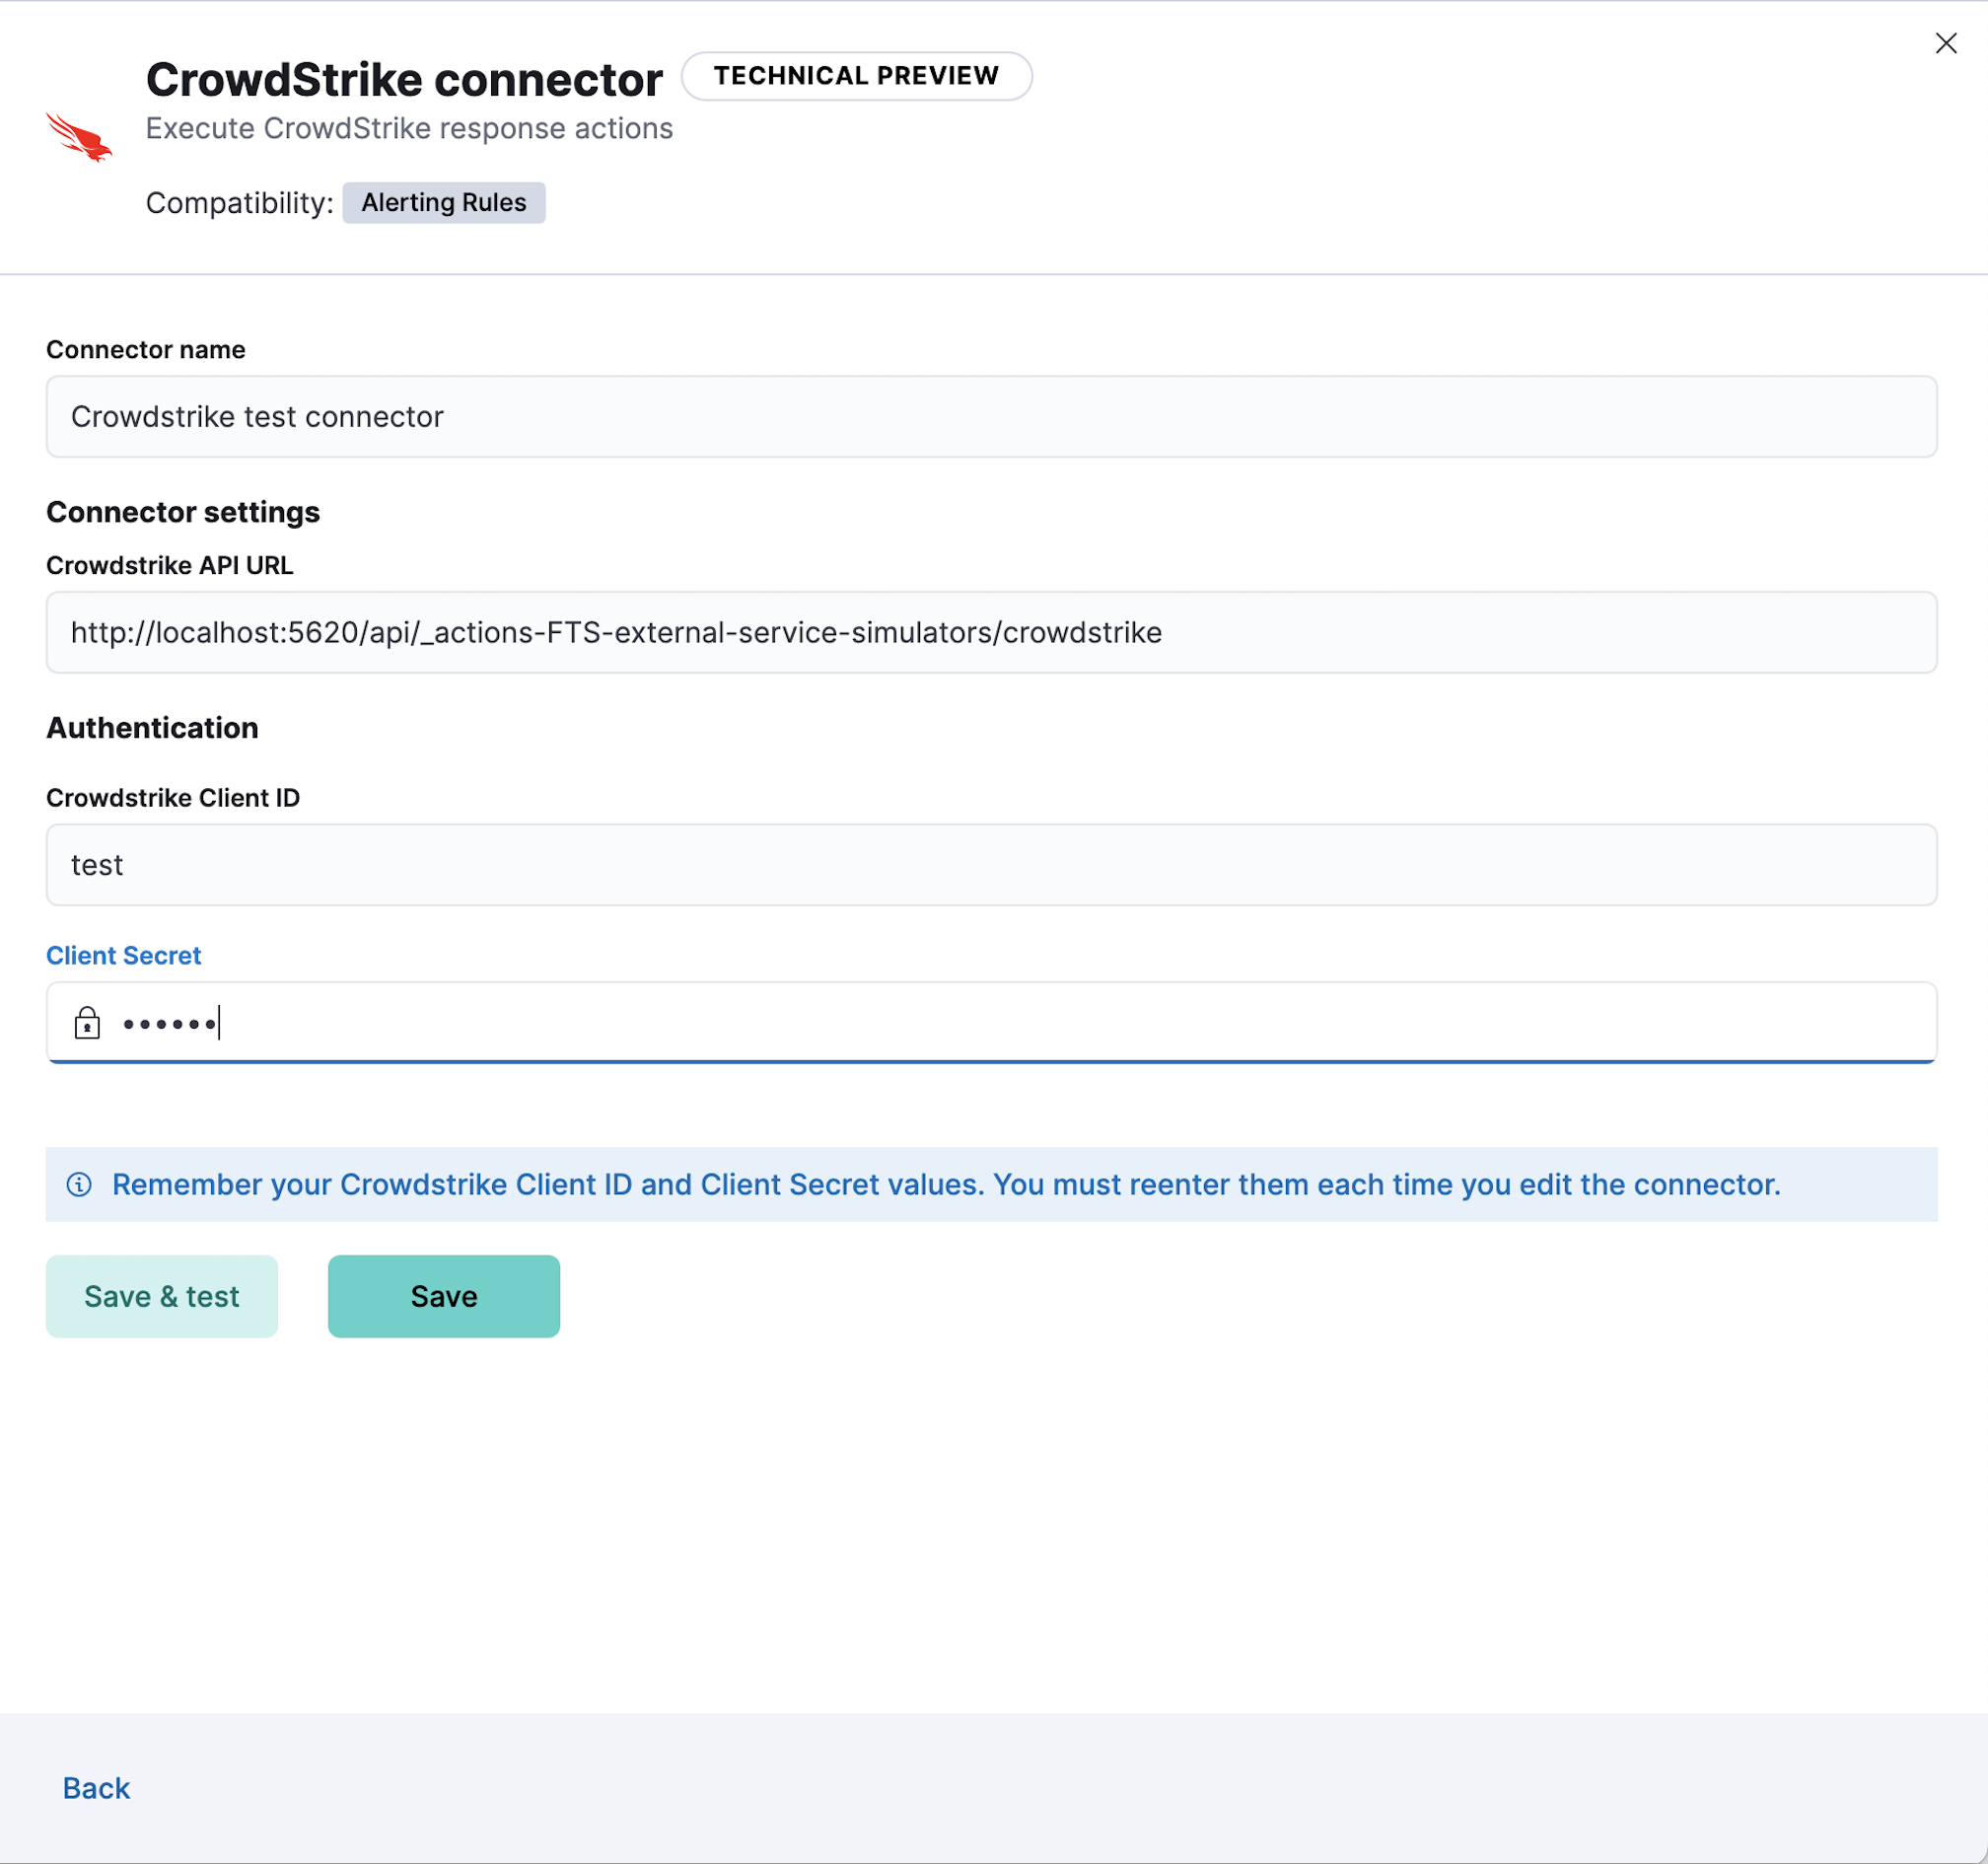 CrowdStrike connector TECHNICAL PREVIEW
Execute CrowdStrike response actions
Compatibility: Alerting Rules
Connector name
Crowdstrike test connector
Connector settings
Crowdstrike API URL
http://localhost:5620/api/_actions-FTS-external-service-simulators/crowdstrike
Authentication
Crowdstrike Client ID
test
Client Secret
••••••
Remember your Crowdstrike Client ID and Client Secret values. You must reenter them each time you edit the connector.
Save & test Save
Back